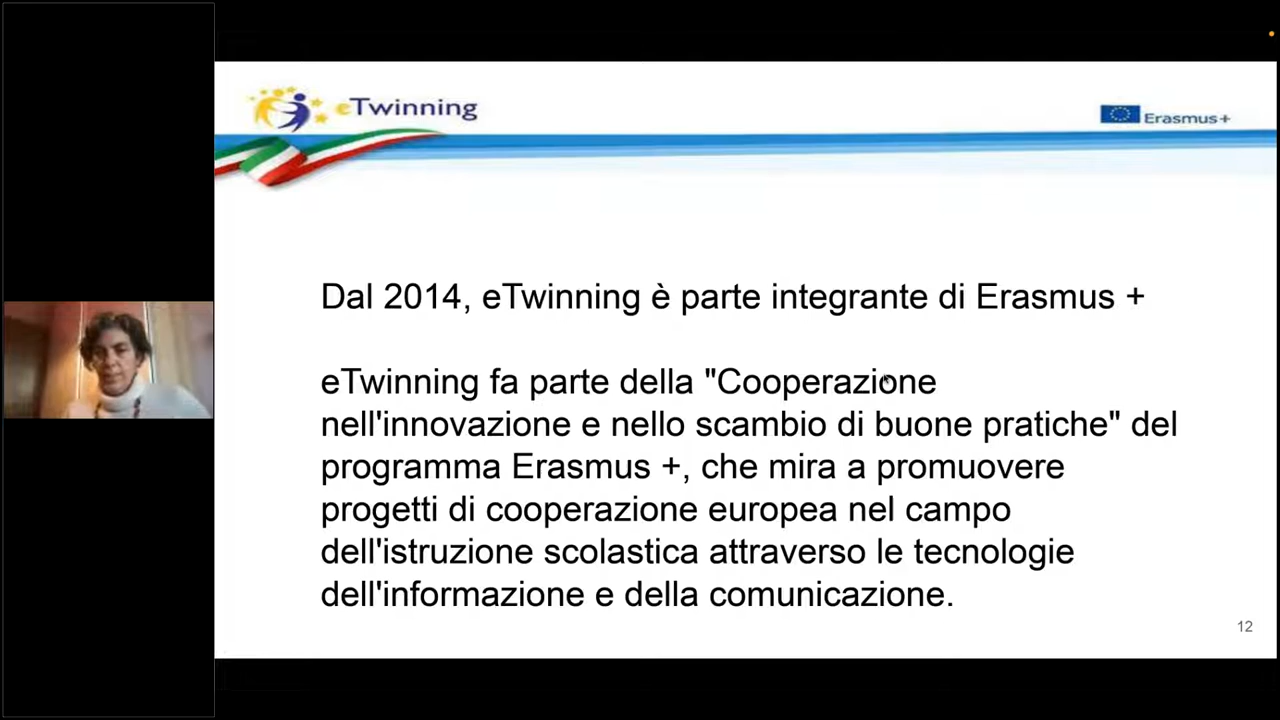 eTwinning
Erasmus+
Dal 2014, eTwinning è parte integrante di Erasmus +
eTwinning fa parte della "Cooperazione
nell'innovazione e nello scambio di buone pratiche" del
programma Erasmus +, che mira a promuovere
progetti di cooperazione europea nel campo
dell'istruzione scolastica attraverso le tecnologie
dell'informazione e della comunicazione.
12